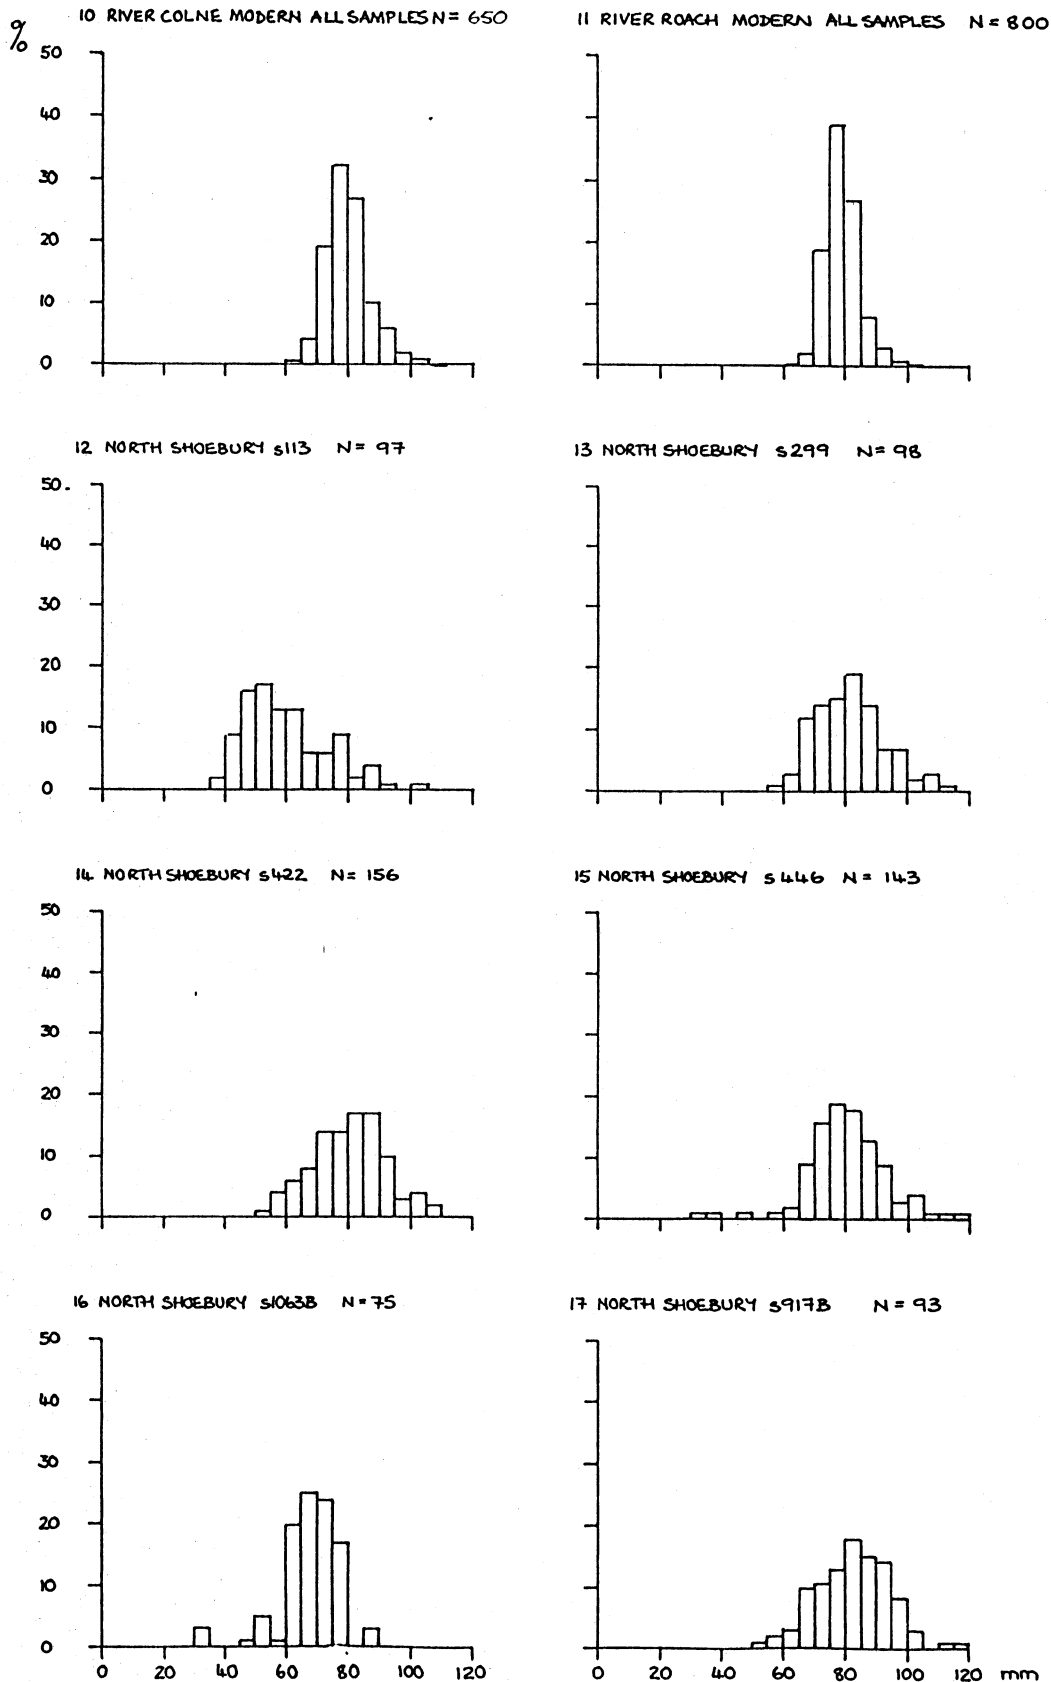 10 RIVER COLNE MODERN ALL SAMPLES N= 650
11 RIVER ROACH MODERN ALL SAMPLES N = 800
%
50
40
30
20
10
0
12 NORTH SHOEBURY s113 N= 97
13 NORTH SHOEBURY s299 N= 98
50.
40
30
20
10
0
14 NORTH SHOEBURY s422 N= 156
15 NORTH SHOEBURY s446 N = 143
50
40
30
20
10
0
16 NORTH SHOEBURY s1063B N=75
17 NORTH SHOEBURY s917B N= 93
50
40
30
20
10
0
0 20 40 60 80 100 120
0 20 40 60 80 100 120 mm